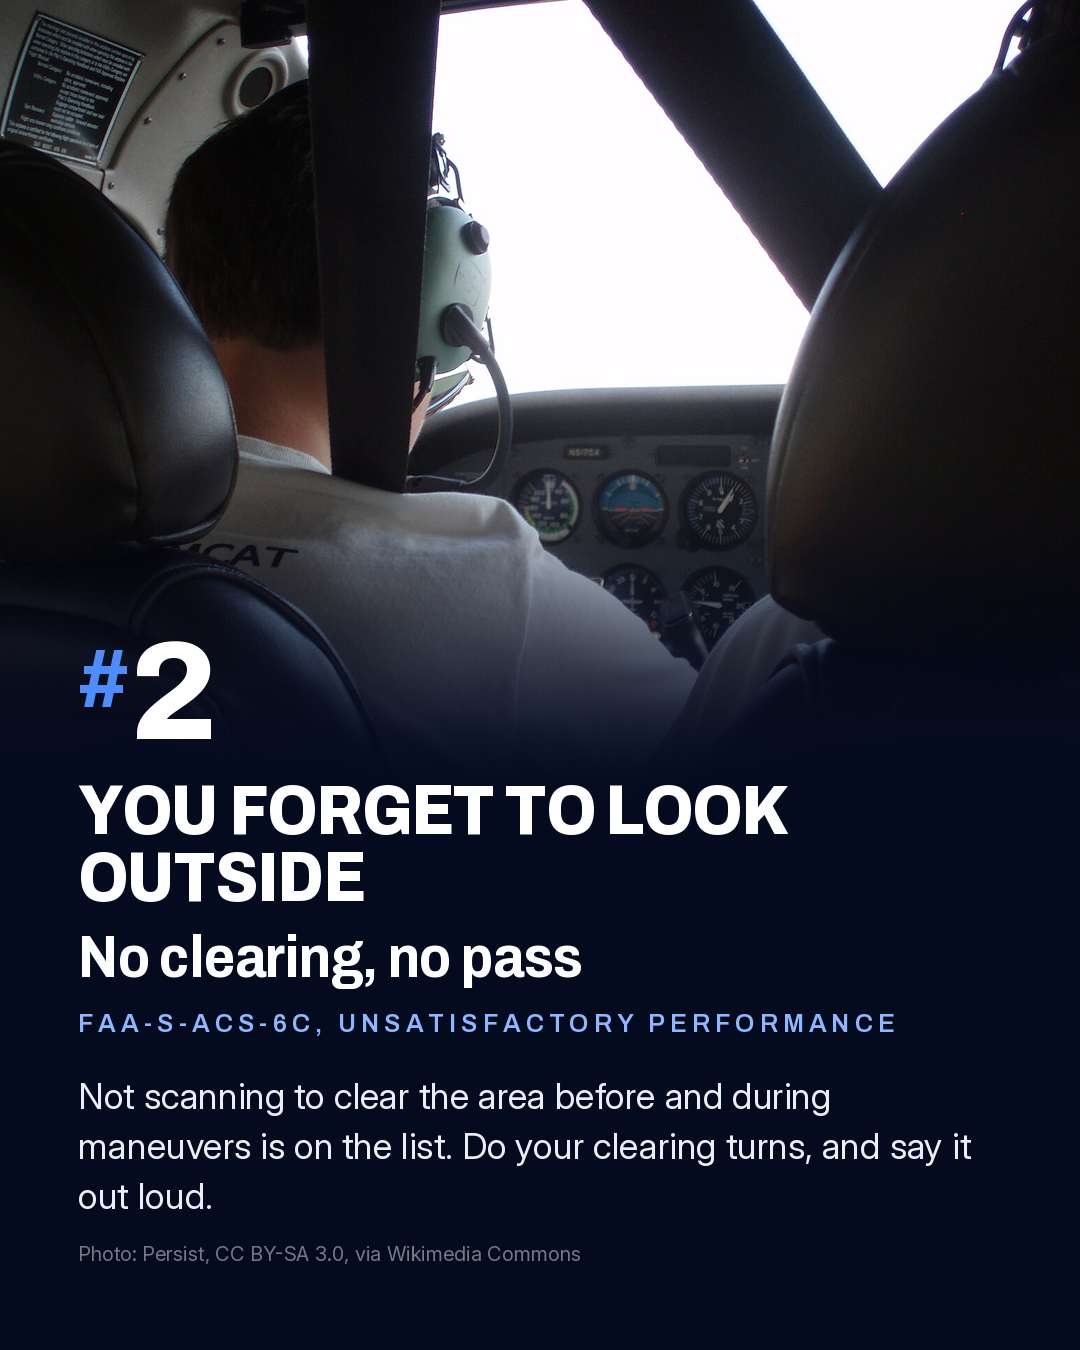 N5175X
MCAT
#2
YOU FORGET TO LOOK
OUTSIDE
No clearing, no pass
FAA-S-ACS-6C, UNSATISFACTORY PERFORMANCE
Not scanning to clear the area before and during
maneuvers is on the list. Do your clearing turns, and say it
out loud.
Photo: Persist, CC BY-SA 3.0, via Wikimedia Commons